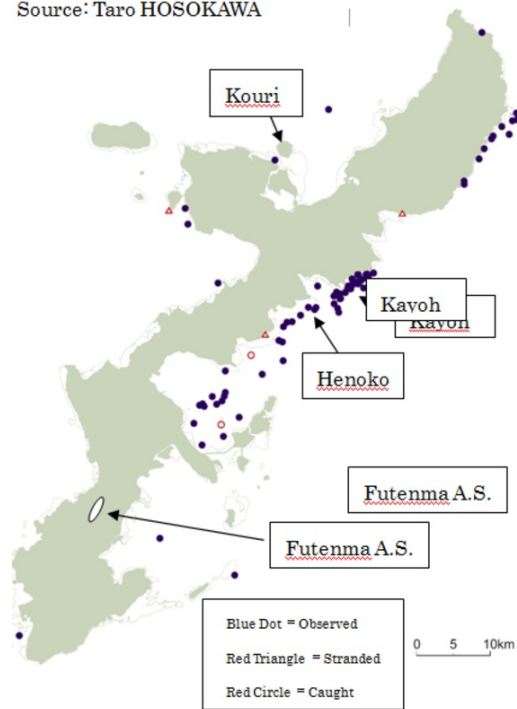 Source: Taro HOSOKAWA
Kouri
Kayoh
Kayoh
Henoko
Futenma A.S.
Futenma A.S.
Blue Dot = Observed
Red Triangle = Stranded
Red Circle = Caught
0 5 10km